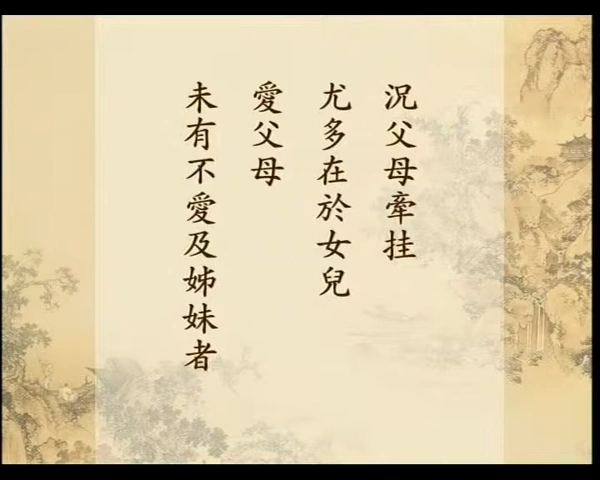 況父母牽挂
尤多在於女兒
愛父母
未有不愛及姊妹者